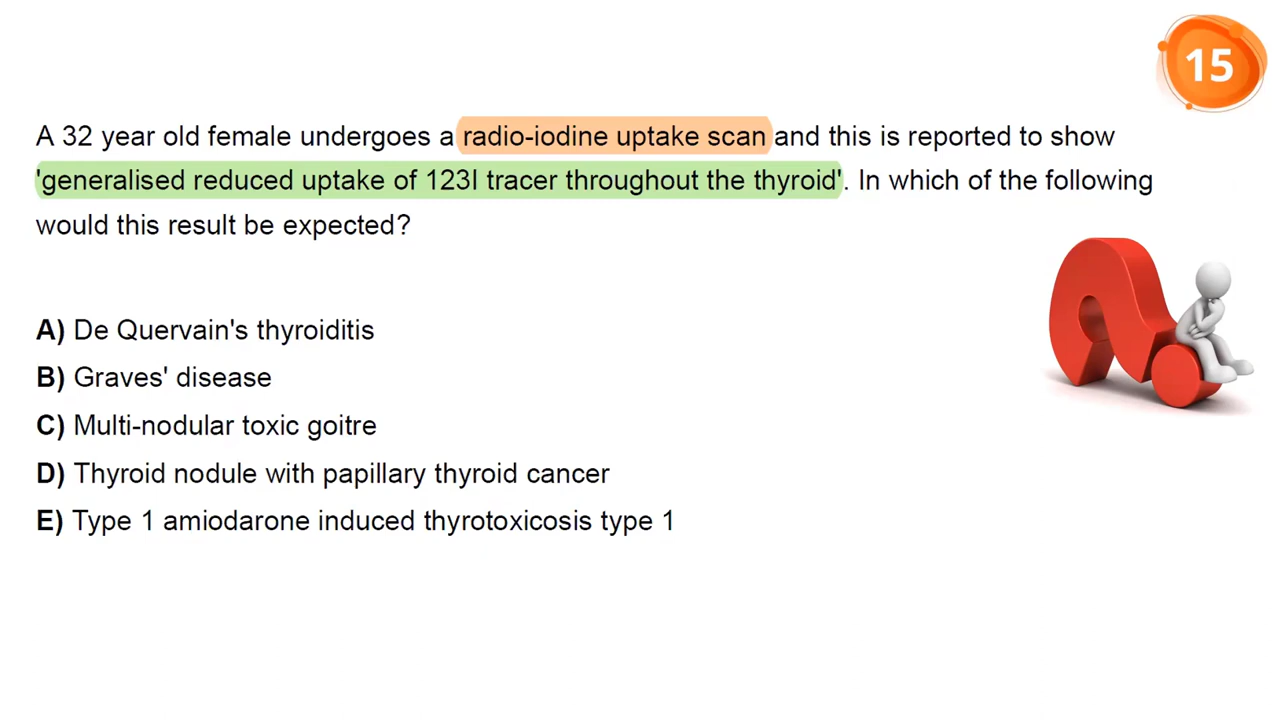 15
A 32 year old female undergoes a radio-iodine uptake scan and this is reported to show
'generalised reduced uptake of 123I tracer throughout the thyroid'. In which of the following
would this result be expected?
A) De Quervain's thyroiditis
B) Graves' disease
C) Multi-nodular toxic goitre
D) Thyroid nodule with papillary thyroid cancer
E) Type 1 amiodarone induced thyrotoxicosis type 1